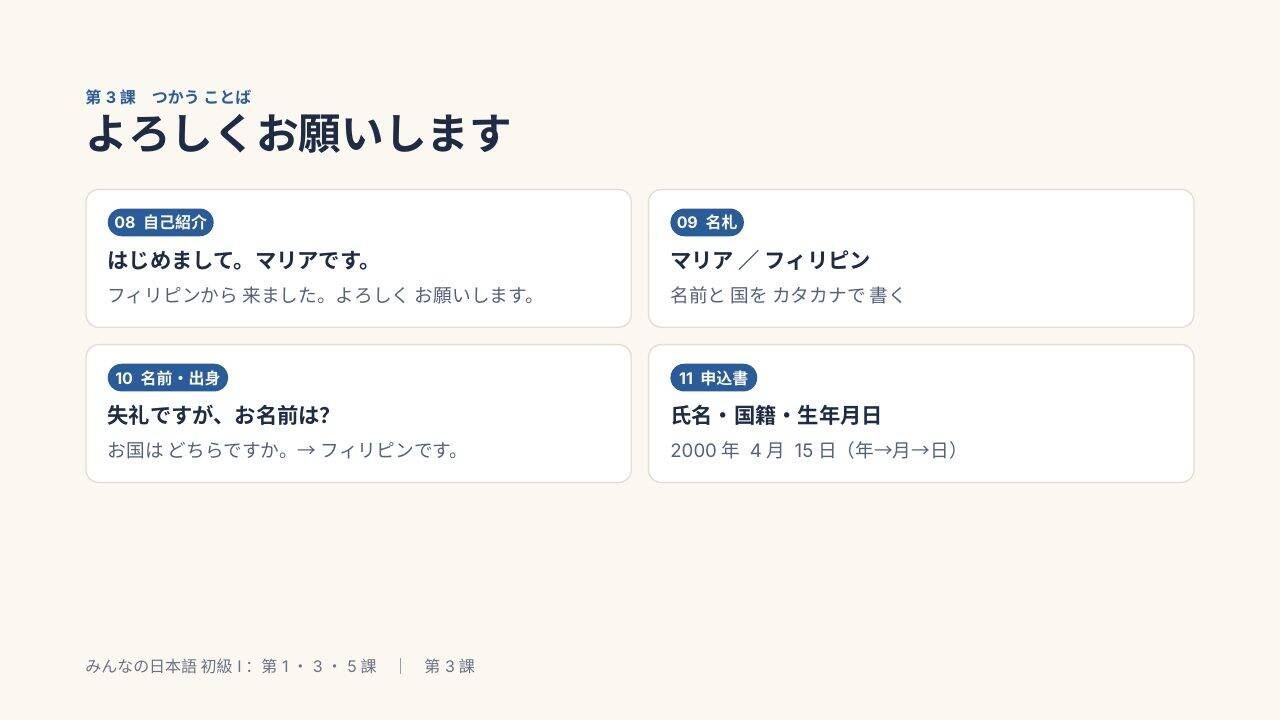 第 3 課　つかう ことば
よろしくお願いします
08 自己紹介
はじめまして。マリアです。
フィリピンから 来ました。よろしく お願いします。
09 名札
マリア ／ フィリピン
名前と 国を カタカナで 書く
10 名前・出身
失礼ですが、お名前は?
お国は どちらですか。→ フィリピンです。
11 申込書
氏名・国籍・生年月日
2000 年 4 月 15 日（年→月→日）
みんなの日本語 初級 I： 第 1・3・5 課 ｜ 第 3 課